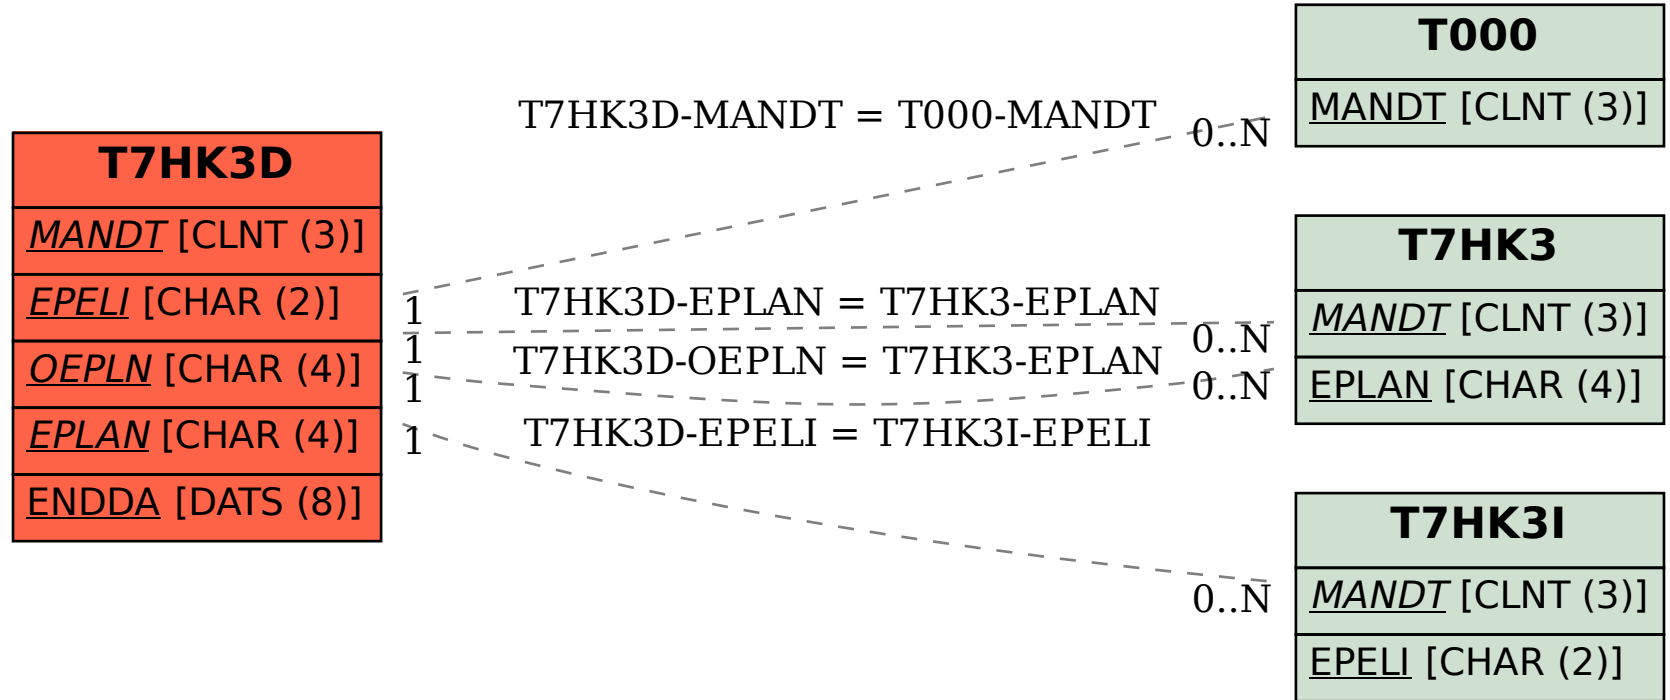 T7HK3D
MANDT [CLNT (3)]
EPELI [CHAR (2)]
OEPLN [CHAR (4)]
EPLAN [CHAR (4)]
ENDDA [DATS (8)]
T7HK3D-MANDT = T000-MANDT
0..N
1
T7HK3D-EPLAN = T7HK3-EPLAN
0..N
1
T7HK3D-OEPLN = T7HK3-EPLAN
0..N
1
T7HK3D-EPELI = T7HK3I-EPELI
1
0..N
T000
MANDT [CLNT (3)]
T7HK3
MANDT [CLNT (3)]
EPLAN [CHAR (4)]
T7HK3I
MANDT [CLNT (3)]
EPELI [CHAR (2)]